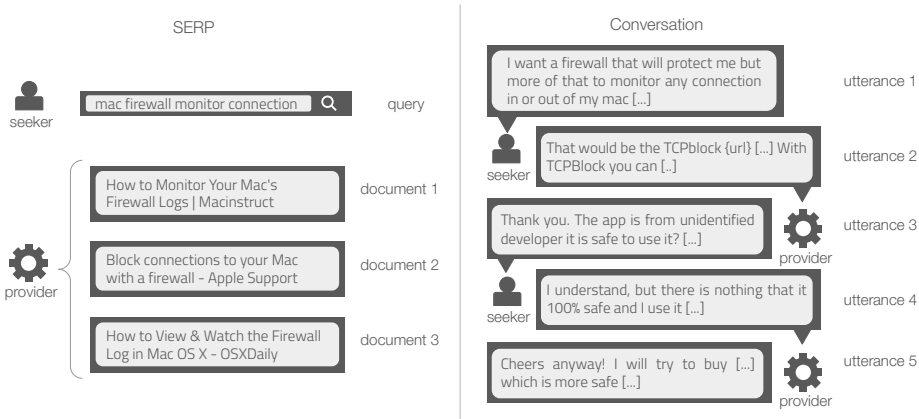 SERP
seeker
mac firewall monitor connection
query
provider
How to Monitor Your Mac's
Firewall Logs | Macinstruct
document 1
Block connections to your Mac
with a firewall - Apple Support
document 2
How to View & Watch the Firewall
Log in Mac OS X - OSXDaily
document 3
Conversation
I want a firewall that will protect me but
more of that to monitor any connection
in or out of my mac [...]
utterance 1
seeker
That would be the TCPblock {url} [...] With
TCPBlock you can [..]
utterance 2
Thank you. The app is from unidentified
developer it is safe to use it? [...]
provider
utterance 3
seeker
I understand, but there is nothing that it
100% safe and I use it [...]
utterance 4
Cheers anyway! I will try to buy [...]
which is more safe [...]
provider
utterance 5